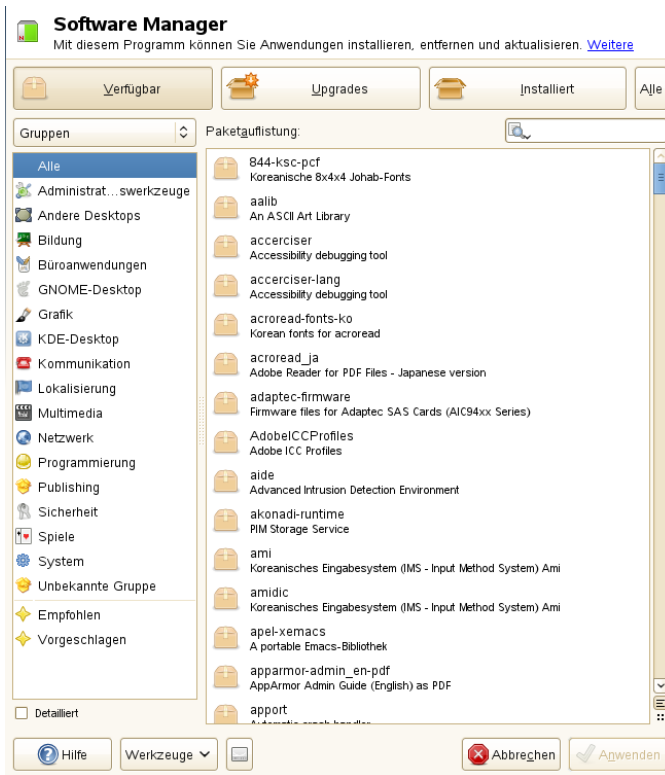 Software Manager
Mit diesem Programm können Sie Anwendungen installieren, entfernen und aktualisieren. Weitere
Verfügbar
Upgrades
Installiert
Alle
Gruppen
Paketauflistung:
Alle
Administrat...swerkzeuge
Andere Desktops
Bildung
Büroanwendungen
GNOME-Desktop
Grafik
KDE-Desktop
Kommunikation
Lokalisierung
Multimedia
Netzwerk
Programmierung
Publishing
Sicherheit
Spiele
System
Unbekannte Gruppe
Empfohlen
Vorgeschlagen
Detailliert
844-ksc-pcf
Koreanische 8x4x4 Johab-Fonts
aalib
An ASCII Art Library
accerciser
Accessibility debugging tool
accerciser-lang
Accessibility debugging tool
acroread-fonts-ko
Korean fonts for acroread
acroread_ja
Adobe Reader for PDF Files - Japanese version
adaptec-firmware
Firmware files for Adaptec SAS Cards (AIC94xx Series)
AdobeICCProfiles
Adobe ICC Profiles
aide
Advanced Intrusion Detection Environment
akonadi-runtime
PIM Storage Service
ami
Koreanisches Eingabesystem (IMS - Input Method System) Ami
amidic
Koreanisches Eingabesystem (IMS - Input Method System) Ami
apel-xemacs
A portable Emacs-Bibliothek
apparmor-admin_en-pdf
AppArmor Admin Guide (English) as PDF
apport
Automatic crash handler
Hilfe
Werkzeuge
Abbrechen
Anwenden